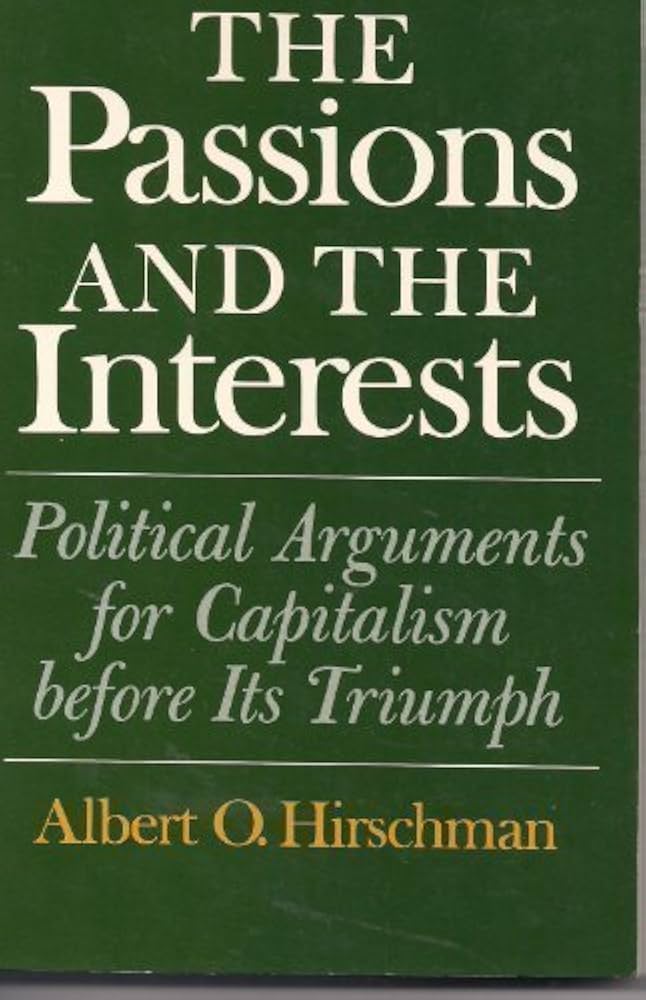 THE
Passions
AND THE
Interests
Political Arguments
for Capitalism
before Its Triumph
Albert O. Hirschman